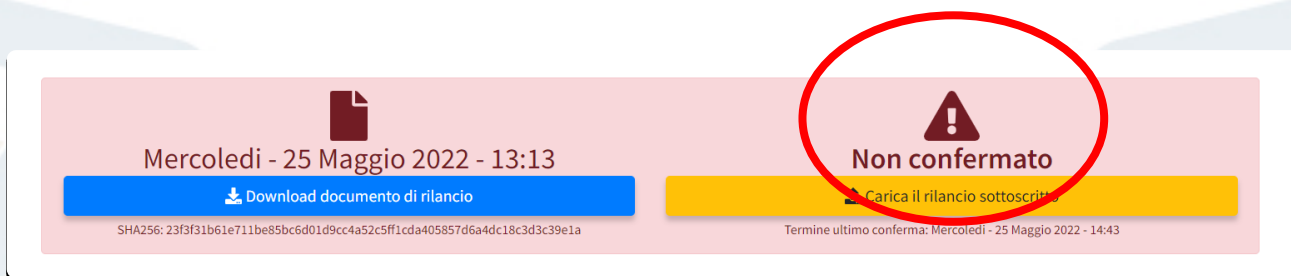 Mercoledi - 25 Maggio 2022 - 13:13
Download documento di rilancio
SHA256: 23f3f31b61e711be85bc6d01d9cc4a52c5ff1cda405857d6a4dc18c3d3c39e1a
Non confermato
Carica il rilancio sottoscritto
Termine ultimo conferma: Mercoledi - 25 Maggio 2022 - 14:43